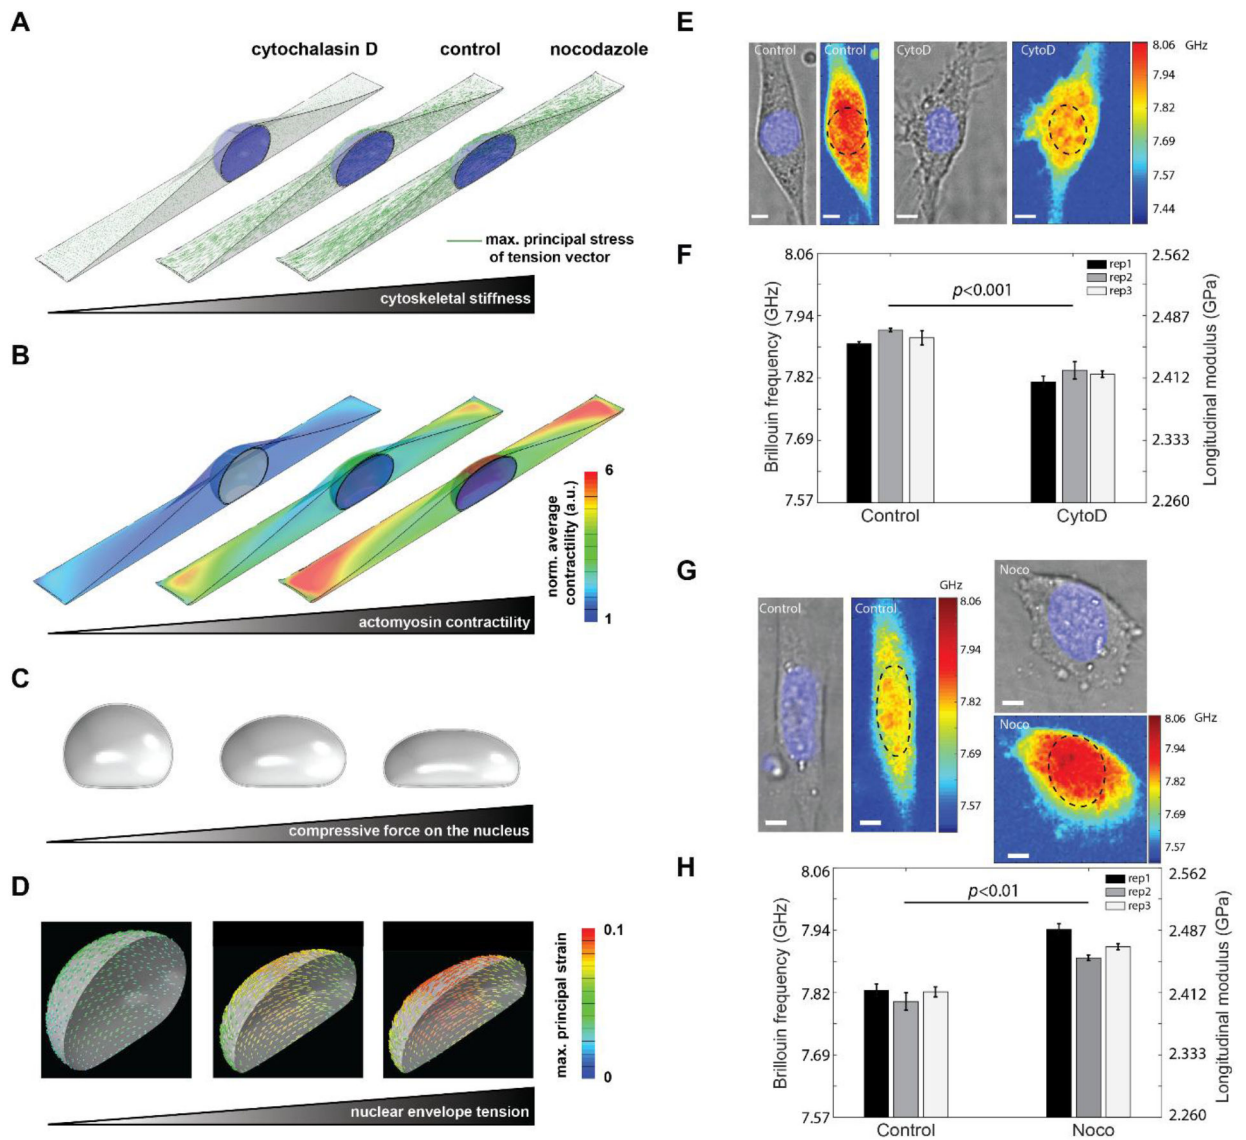 A
cytochalasin D
control
nocodazole
max. principal stress
of tension vector
cytoskeletal stiffness
B
6
norm. average
contractility (a.u.)
1
actomyosin contractility
C
compressive force on the nucleus
D
0.1
max. principal strain
0
nuclear envelope tension
E
Control
Control
CytoD
CytoD
8.06 GHz
7.94
7.82
7.69
7.57
7.44
F
8.06
7.94
7.82
7.69
7.57
Brillouin frequency (GHz)
rep1
rep2
rep3
p<0.001
2.562
2.487
2.412
2.333
2.260
Longitudinal modulus (GPa)
Control
CytoD
G
Control
Control
GHz
8.06
7.94
7.82
7.69
7.57
Noco
Noco
8.06 GHz
7.94
7.82
7.69
7.57
H
8.06
7.94
7.82
7.69
7.57
Brillouin frequency (GHz)
rep1
rep2
rep3
p<0.01
2.562
2.487
2.412
2.333
2.260
Longitudinal modulus (GPa)
Control
Noco